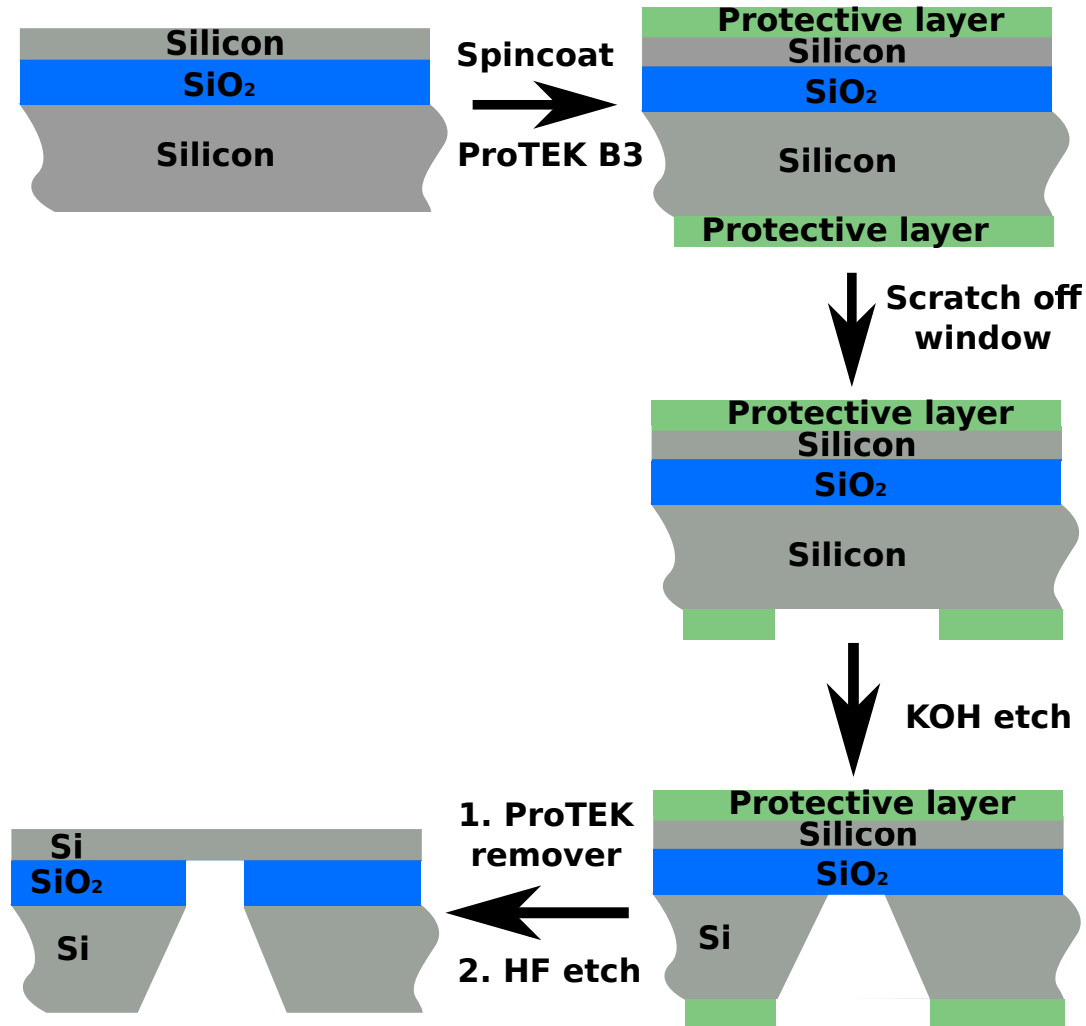 Silicon
SiO₂
Silicon
Spincoat
ProTEK B3
Protective layer
Silicon
SiO₂
Silicon
Protective layer
Scratch off
window
Protective layer
Silicon
SiO₂
Silicon
KOH etch
Protective layer
Silicon
SiO₂
Si
1. ProTEK
remover
2. HF etch
Si
SiO₂
Si